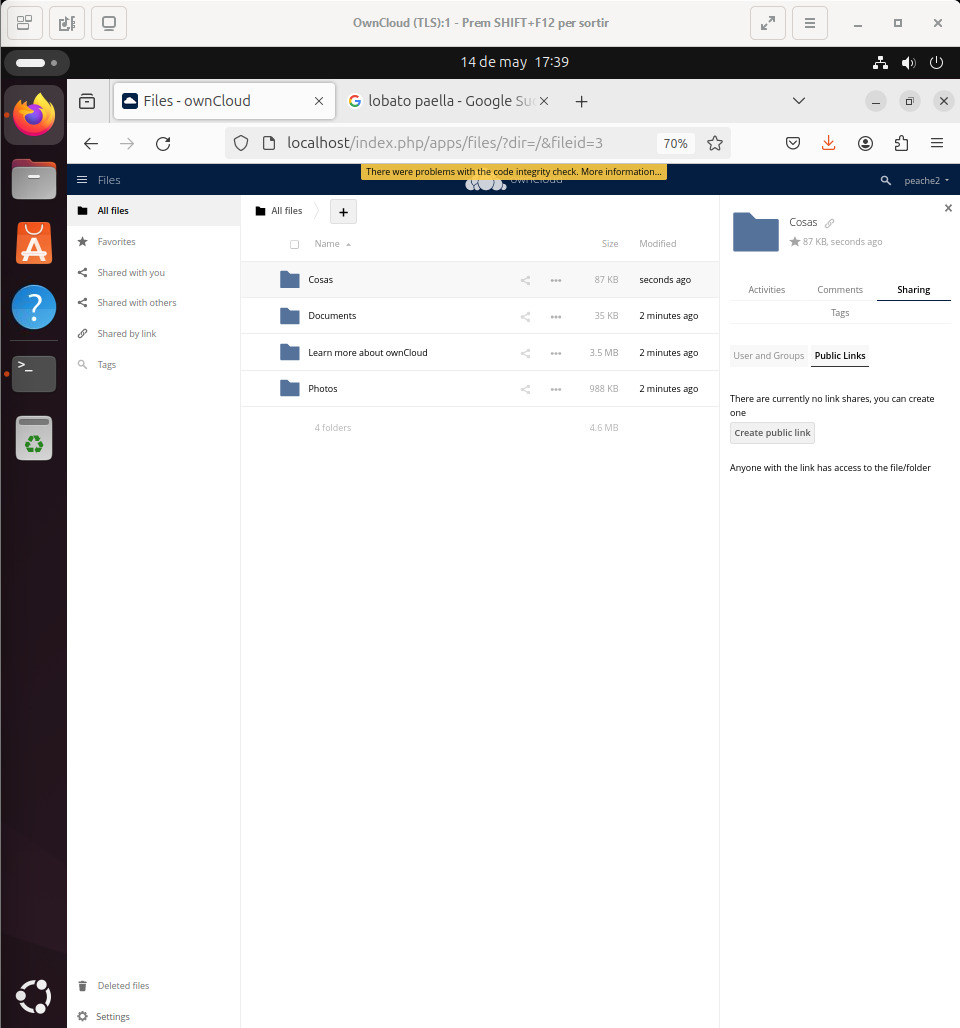 OwnCloud (TLS):1 - Prem SHIFT+F12 per sortir
14 de may 17:39
Files - ownCloud
lobato paella - Google Su
localhost/index.php/apps/files/?dir=/&fileid=3
70%
There were problems with the code integrity check. More information...
Files
ownCloud
peache2
All files
Favorites
Shared with you
Shared with others
Shared by link
Tags
Deleted files
Settings
All files
+
Name
Size
Modified
Cosas
87 KB
seconds ago
Documents
35 KB
2 minutes ago
Learn more about ownCloud
3.5 MB
2 minutes ago
Photos
988 KB
2 minutes ago
4 folders
4.6 MB
Cosas
87 KB, seconds ago
Activities
Comments
Sharing
Tags
User and Groups
Public Links
There are currently no link shares, you can create
one
Create public link
Anyone with the link has access to the file/folder